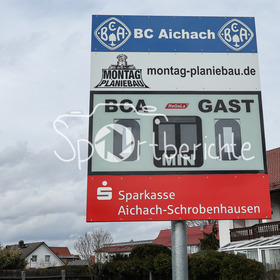 BCA BC Aichach BCA
MONTAG PLANIEBAU montag-planiebau.de
BCA GAST
MIN
Sportberichte
Sparkasse
Aichach-Schrobenhausen